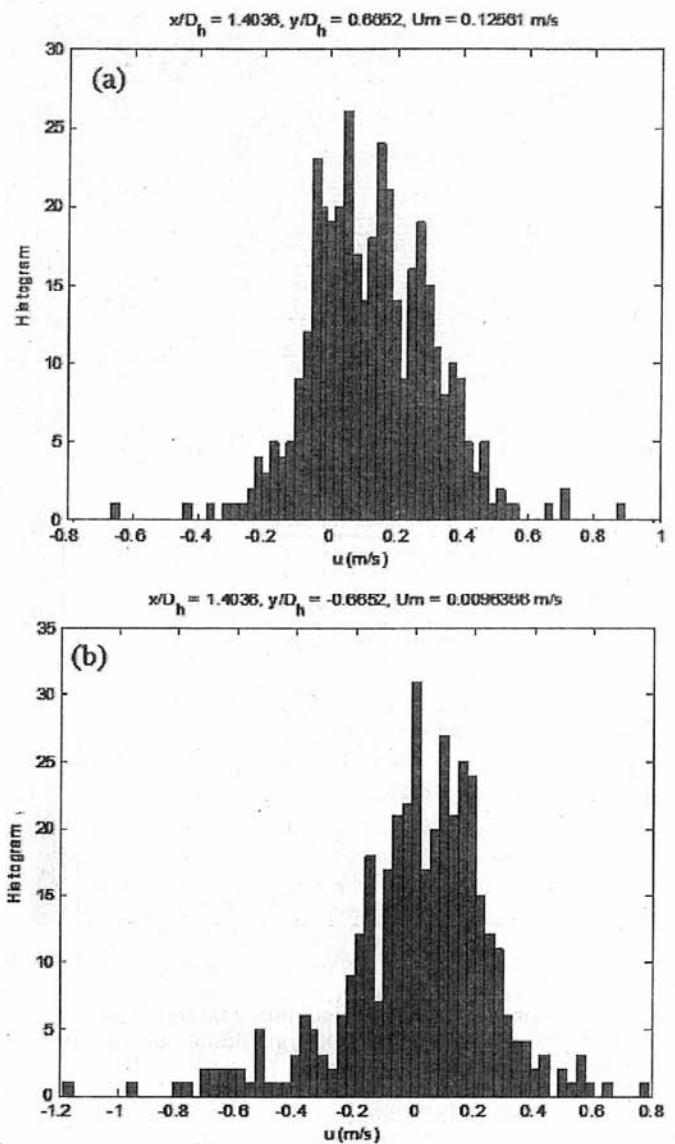 x/D_h = 1.4036, y/D_h = 0.6652, Um = 0.12561 m/s
(a)
30
25
20
15
10
5
0
Histogram
-0.8 -0.6 -0.4 -0.2 0 0.2 0.4 0.6 0.8 1
u (m/s)
x/D_h = 1.4036, y/D_h = -0.6652, Um = 0.0096366 m/s
(b)
35
30
25
20
15
10
5
0
Histogram
-1.2 -1 -0.8 -0.6 -0.4 -0.2 0 0.2 0.4 0.6 0.8
u (m/s)